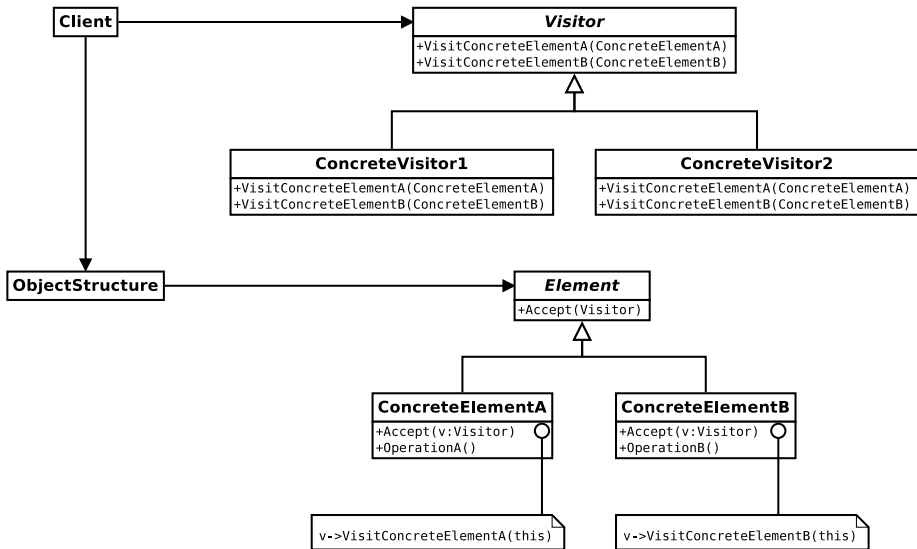 Client
Visitor
+VisitConcreteElementA(ConcreteElementA)
+VisitConcreteElementB(ConcreteElementB)
ConcreteVisitor1
+VisitConcreteElementA(ConcreteElementA)
+VisitConcreteElementB(ConcreteElementB)
ConcreteVisitor2
+VisitConcreteElementA(ConcreteElementA)
+VisitConcreteElementB(ConcreteElementB)
ObjectStructure
Element
+Accept(Visitor)
ConcreteElementA
+Accept(v:Visitor)
+OperationA()
ConcreteElementB
+Accept(v:Visitor)
+OperationB()
v->VisitConcreteElementA(this)
v->VisitConcreteElementB(this)